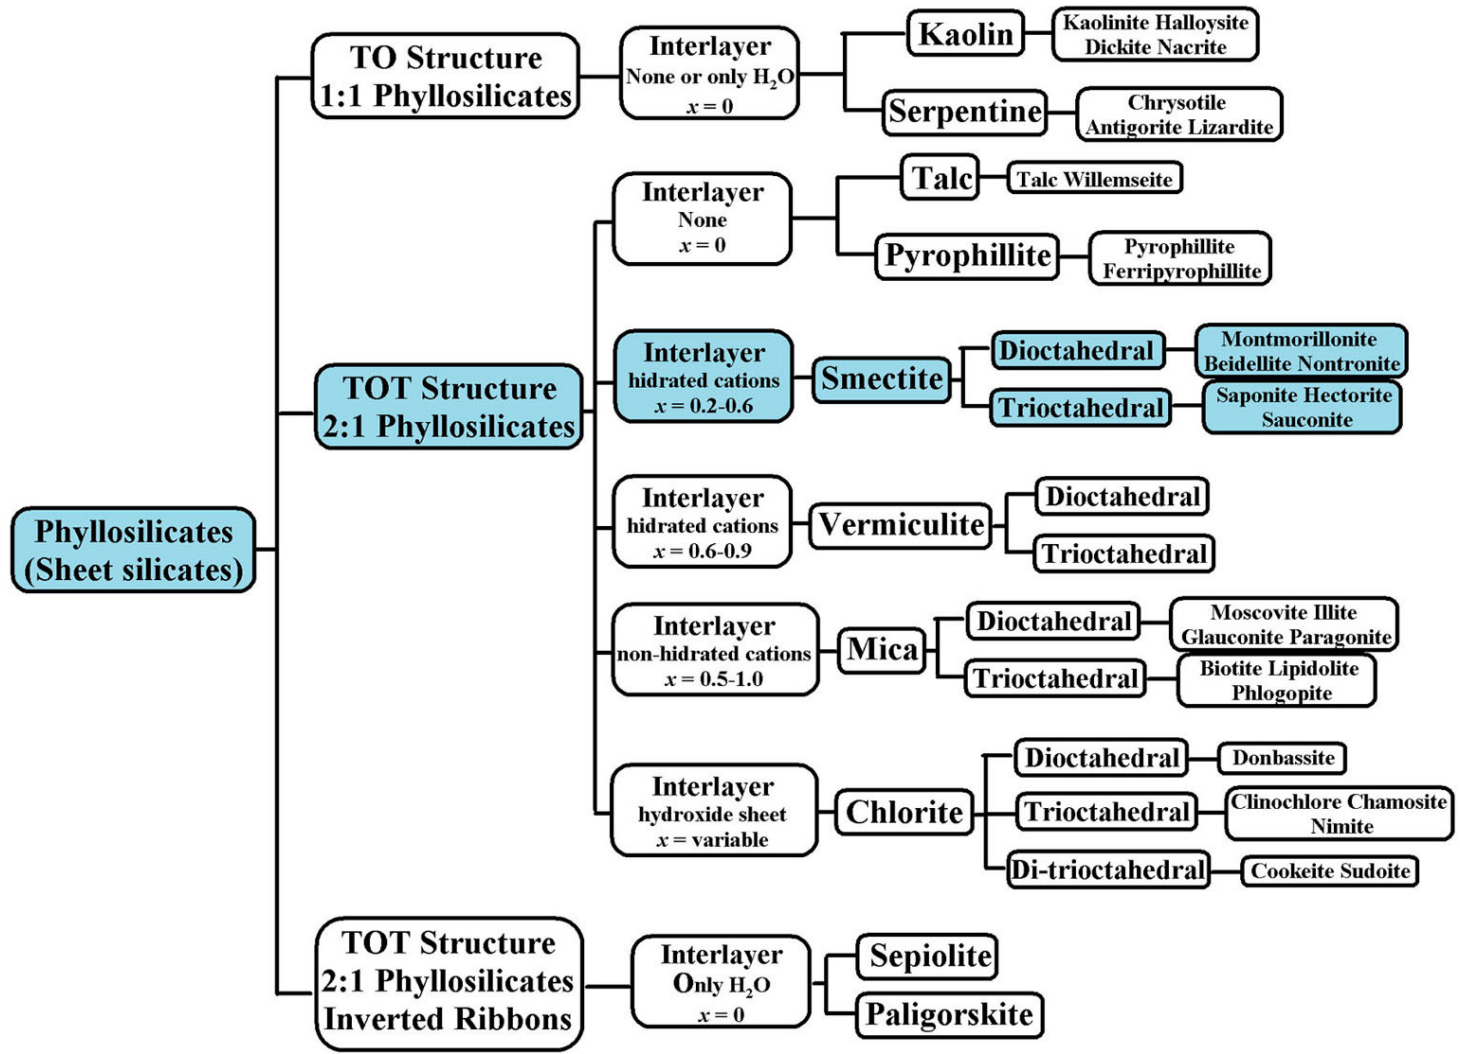 Phyllosilicates
(Sheet silicates)
TO Structure
1:1 Phyllosilicates
Interlayer
None or only H₂O
x = 0
Kaolin
Kaolinite Halloysite
Dickite Nacrite
Serpentine
Chrysotile
Antigorite Lizardite
TOT Structure
2:1 Phyllosilicates
Interlayer
None
x = 0
Talc
Talc Willemseite
Pyrophillite
Pyrophillite
Ferripyrophillite
Interlayer
hidrated cations
x = 0.2-0.6
Smectite
Dioctahedral
Montmorillonite
Beidellite Nontronite
Trioctahedral
Saponite Hectorite
Sauconite
Interlayer
hidrated cations
x = 0.6-0.9
Vermiculite
Dioctahedral
Trioctahedral
Interlayer
non-hidrated cations
x = 0.5-1.0
Mica
Dioctahedral
Moscovite Illite
Glauconite Paragonite
Trioctahedral
Biotite Lipidolite
Phlogopite
Interlayer
hydroxide sheet
x = variable
Chlorite
Dioctahedral
Donbassite
Trioctahedral
Clinochlore Chamosite
Nimite
Di-trioctahedral
Cookeite Sudoite
TOT Structure
2:1 Phyllosilicates
Inverted Ribbons
Interlayer
Only H₂O
x = 0
Sepiolite
Paligorskite